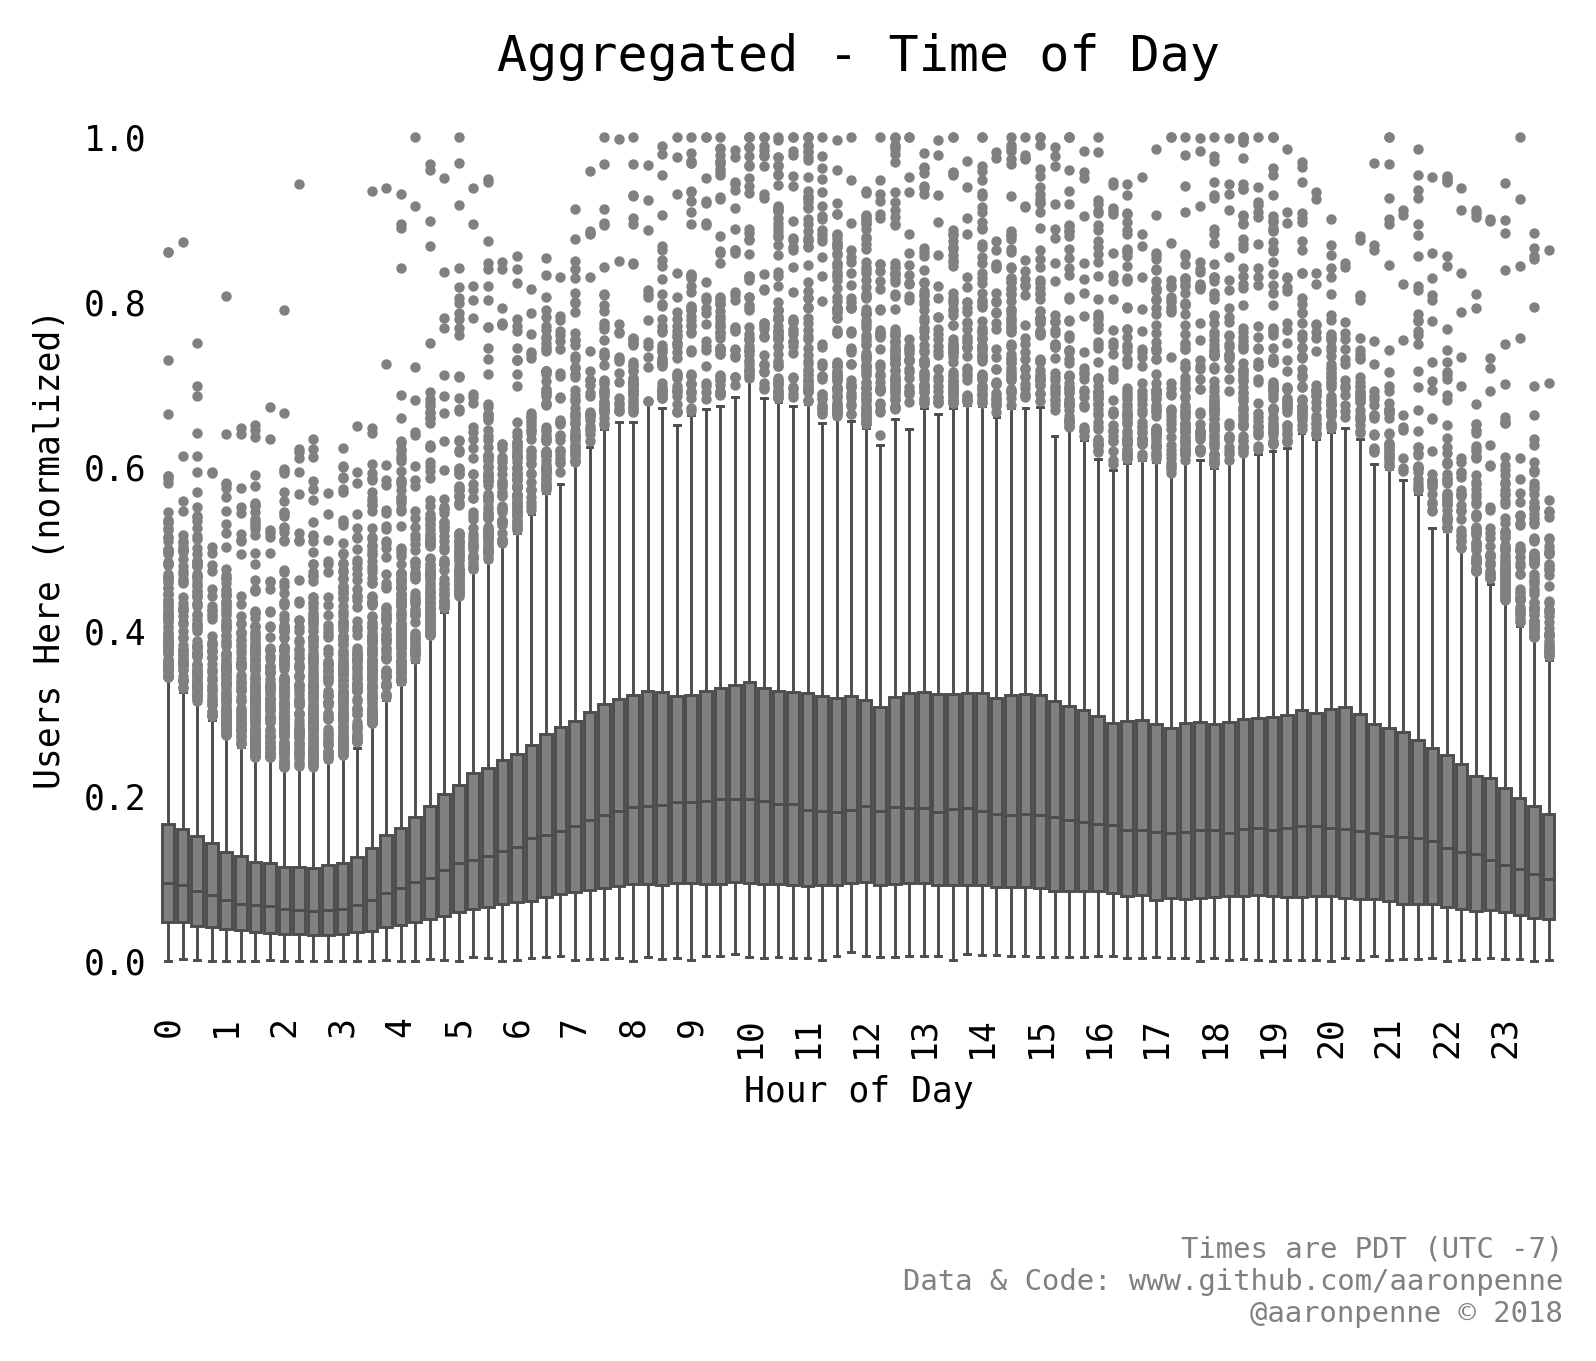 Aggregated - Time of Day
Users Here (normalized)
1.0
0.8
0.6
0.4
0.2
0.0
0 1 2 3 4 5 6 7 8 9 10 11 12 13 14 15 16 17 18 19 20 21 22 23
Hour of Day
Times are PDT (UTC -7)
Data & Code: www.github.com/aaronpenne
@aaronpenne © 2018